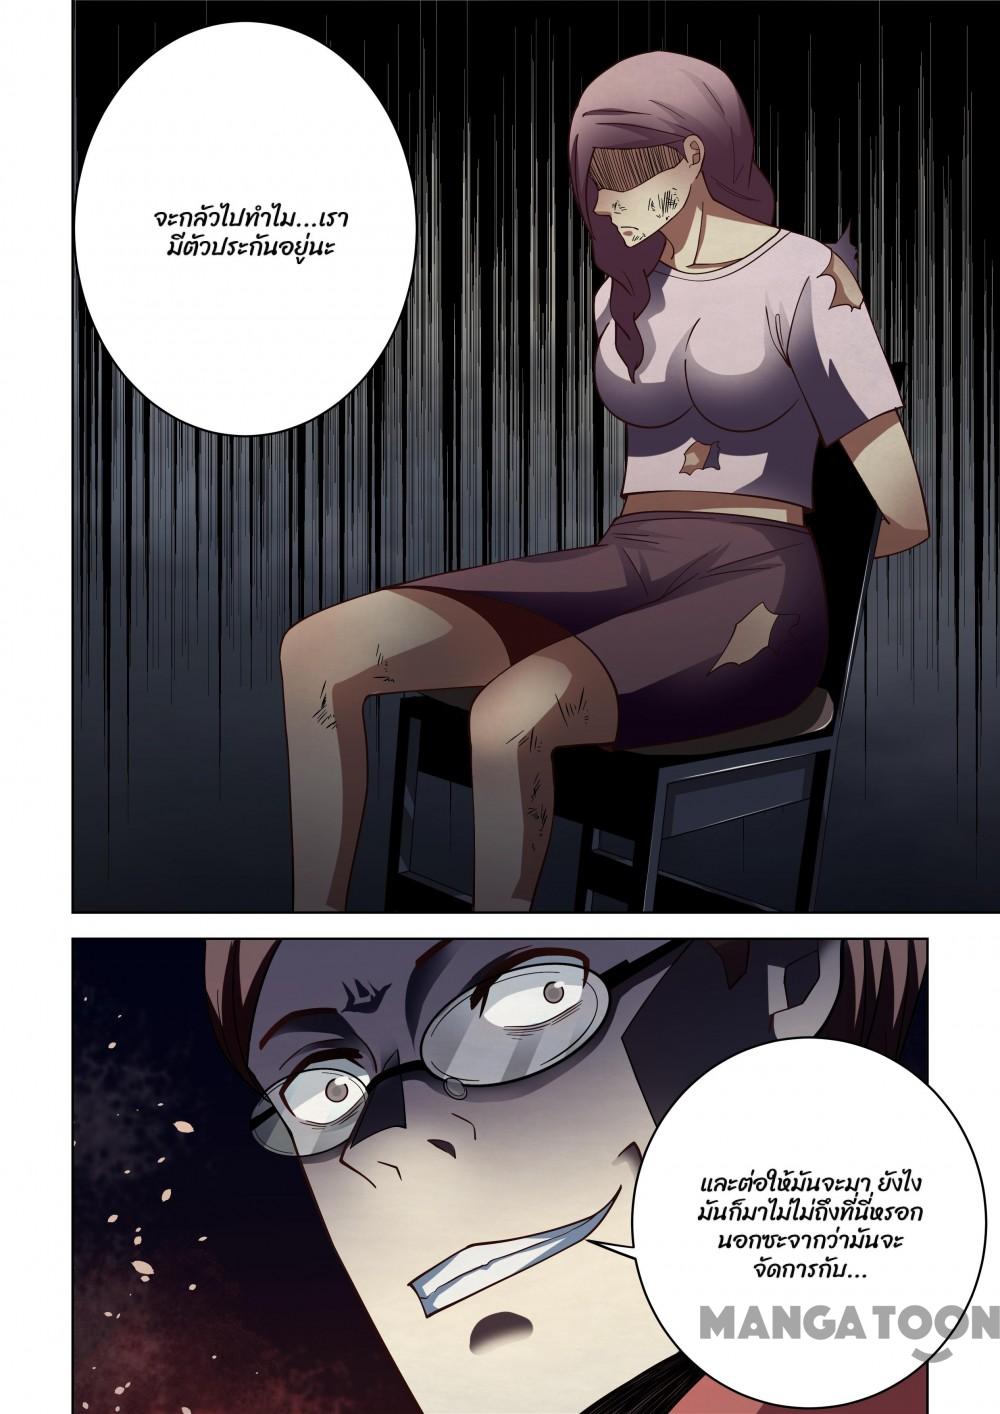 จะกลัวไปทำไม...เรา
มีตัวประกันอยู่นะ
และต่อให้มันจะมา ยังไง
มันก็มาไม่ไม่ถึงที่นี่หรอก
นอกซะจากว่ามันจะ
จัดการกับ...
MANGATOON